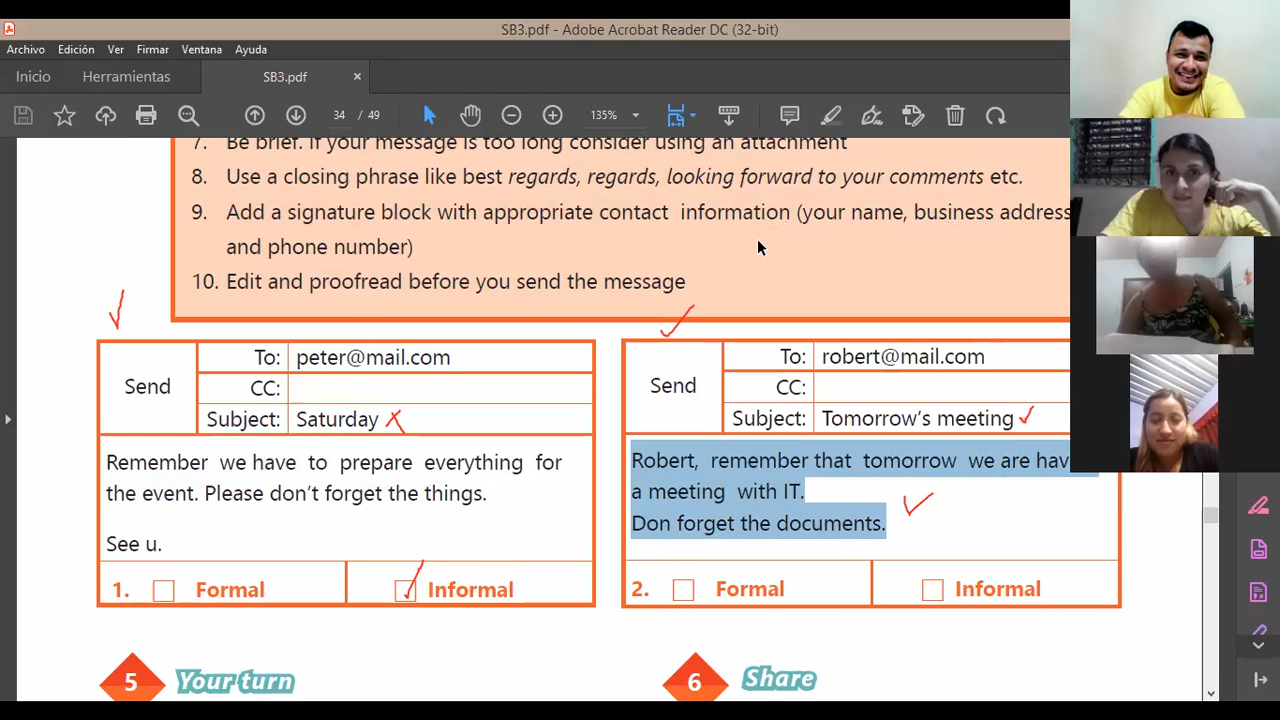 SB3.pdf - Adobe Acrobat Reader DC (32-bit)
Archivo Edición Ver Firmar Ventana Ayuda
Inicio Herramientas SB3.pdf ×
34 / 49 135%
7. Be brief. If your message is too long consider using an attachment
8. Use a closing phrase like best regards, regards, looking forward to your comments etc.
9. Add a signature block with appropriate contact information (your name, business address
and phone number)
10. Edit and proofread before you send the message
Send
To: peter@mail.com
CC:
Subject: Saturday
Remember we have to prepare everything for
the event. Please don't forget the things.
See u.
1. Formal Informal
Send
To: robert@mail.com
CC:
Subject: Tomorrow's meeting
Robert, remember that tomorrow we are hav
a meeting with IT.
Don forget the documents.
2. Formal Informal
5 Your turn
6 Share